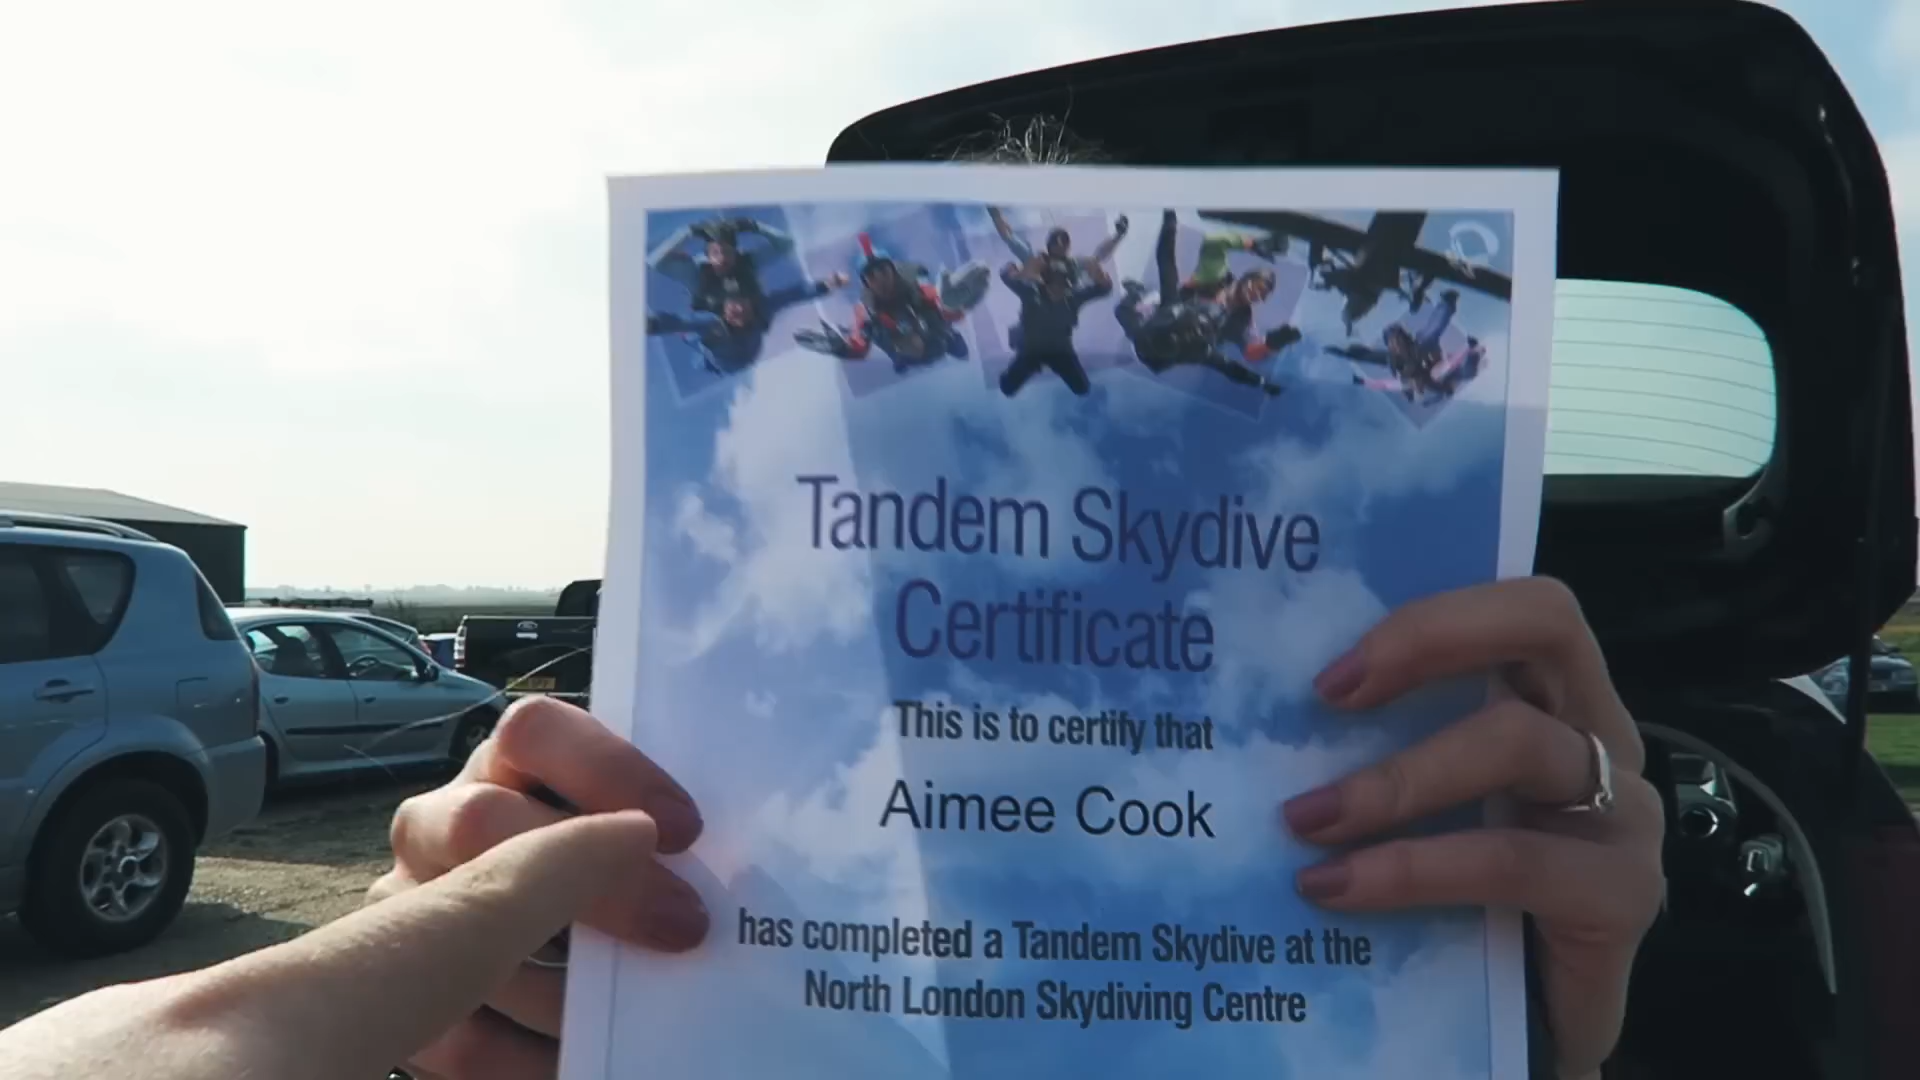 Tandem Skydive
Certificate
This is to certify that
Aimee Cook
has completed a Tandem Skydive at the
North London Skydiving Centre